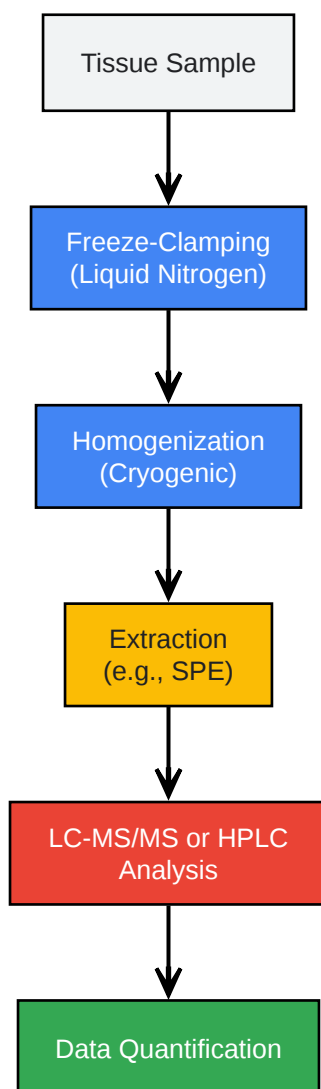 Tissue Sample
Freeze-Clamping
(Liquid Nitrogen)
Homogenization
(Cryogenic)
Extraction
(e.g., SPE)
LC-MS/MS or HPLC
Analysis
Data Quantification